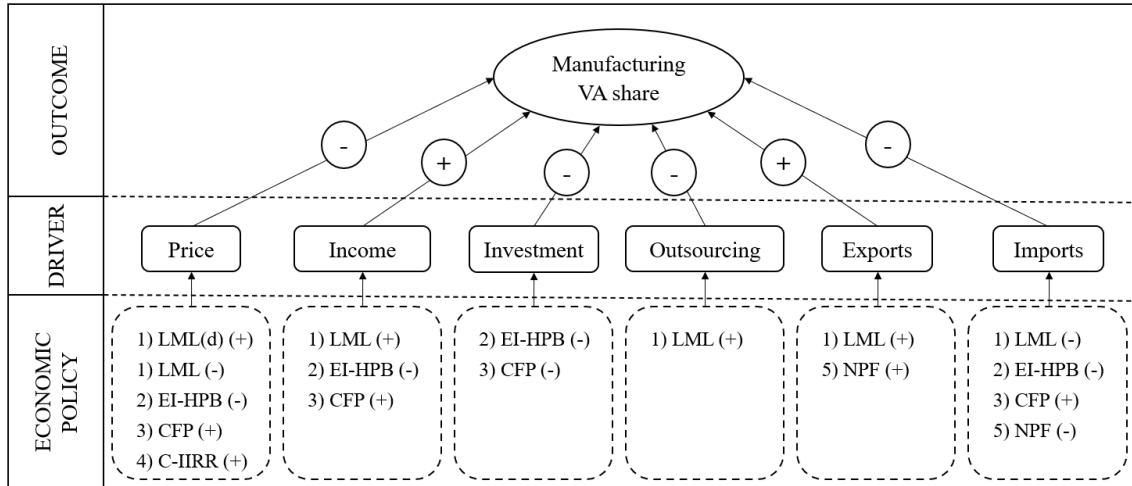 OUTCOME
Manufacturing
VA share
-
+
-
-
+
-
DRIVER
Price
Income
Investment
Outsourcing
Exports
Imports
ECONOMIC
POLICY
1) LML(d) (+)
1) LML (-)
2) EI-HPB (-)
3) CFP (+)
4) C-IIRR (+)
1) LML (+)
2) EI-HPB (-)
3) CFP (+)
2) EI-HPB (-)
3) CFP (-)
1) LML (+)
1) LML (+)
5) NPF (+)
1) LML (-)
2) EI-HPB (-)
3) CFP (+)
5) NPF (-)